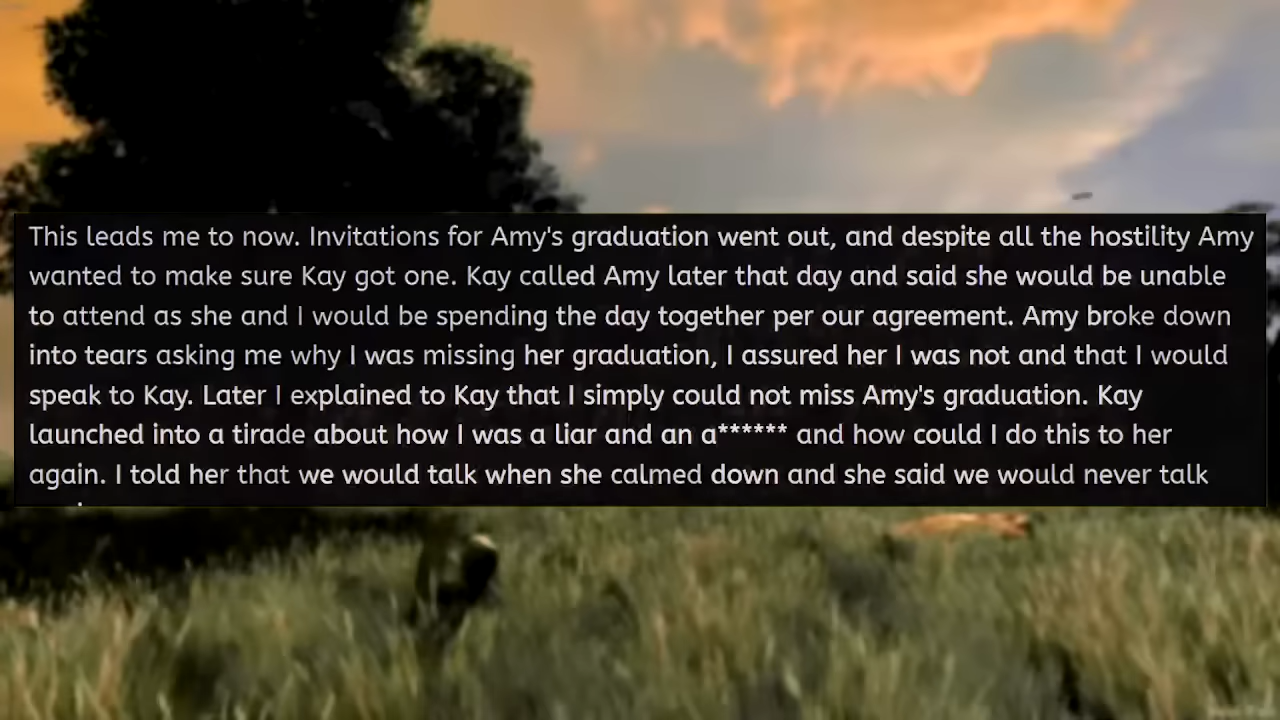 This leads me to now. Invitations for Amy's graduation went out, and despite all the hostility Amy
wanted to make sure Kay got one. Kay called Amy later that day and said she would be unable
to attend as she and I would be spending the day together per our agreement. Amy broke down
into tears asking me why I was missing her graduation, I assured her I was not and that I would
speak to Kay. Later I explained to Kay that I simply could not miss Amy's graduation. Kay
launched into a tirade about how I was a liar and an a****** and how could I do this to her
again. I told her that we would talk when she calmed down and she said we would never talk